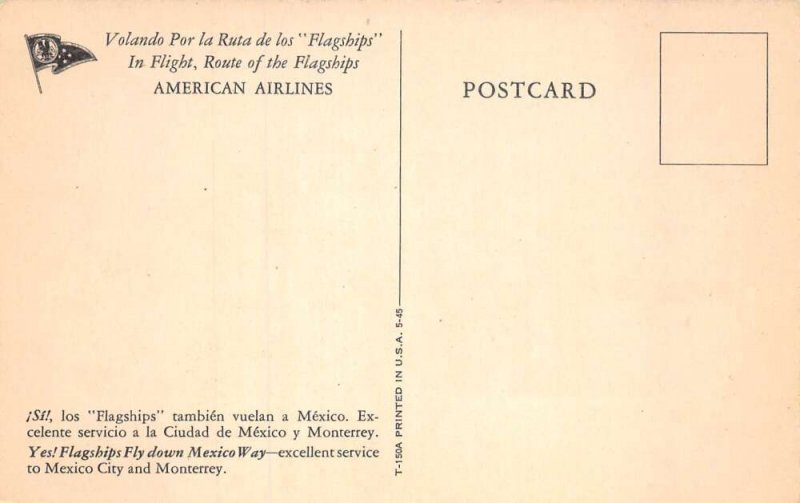 Volando Por la Ruta de los "Flagships"
In Flight, Route of the Flagships
AMERICAN AIRLINES
POSTCARD
¡Sí!, los "Flagships" también vuelan a México. Ex-
celente servicio a la Ciudad de México y Monterrey.
Yes! Flagships Fly down Mexico Way—excellent service
to Mexico City and Monterrey.
T-150A PRINTED IN U.S.A. 5-45